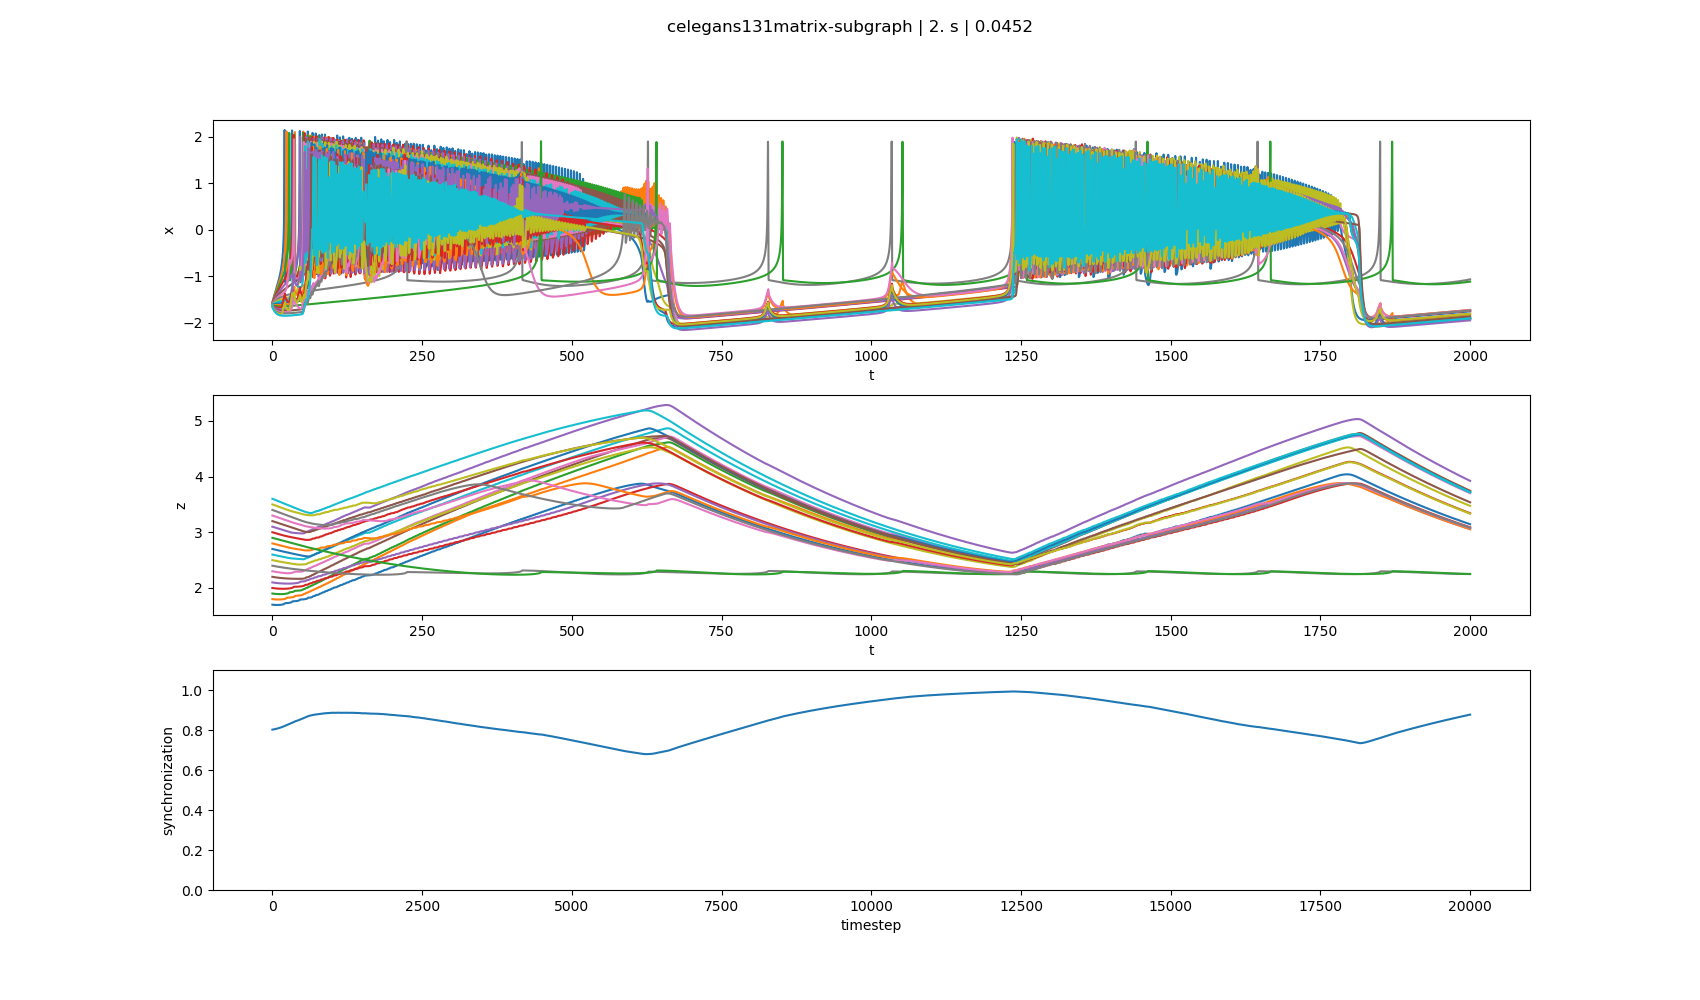 celegans131matrix-subgraph | 2. s | 0.0452
2
1
0
−1
−2
x
0 250 500 750 1000 1250 1500 1750 2000
t
5
4
3
2
z
0 250 500 750 1000 1250 1500 1750 2000
t
1.0
0.8
0.6
0.4
0.2
0.0
synchronization
0 2500 5000 7500 10000 12500 15000 17500 20000
timestep